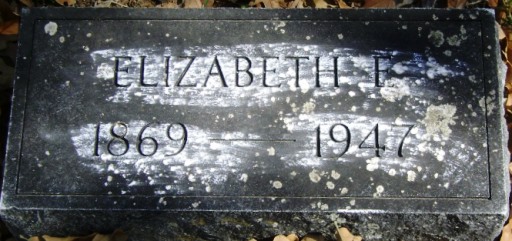 ELIZABETH F.
1869 — 1947